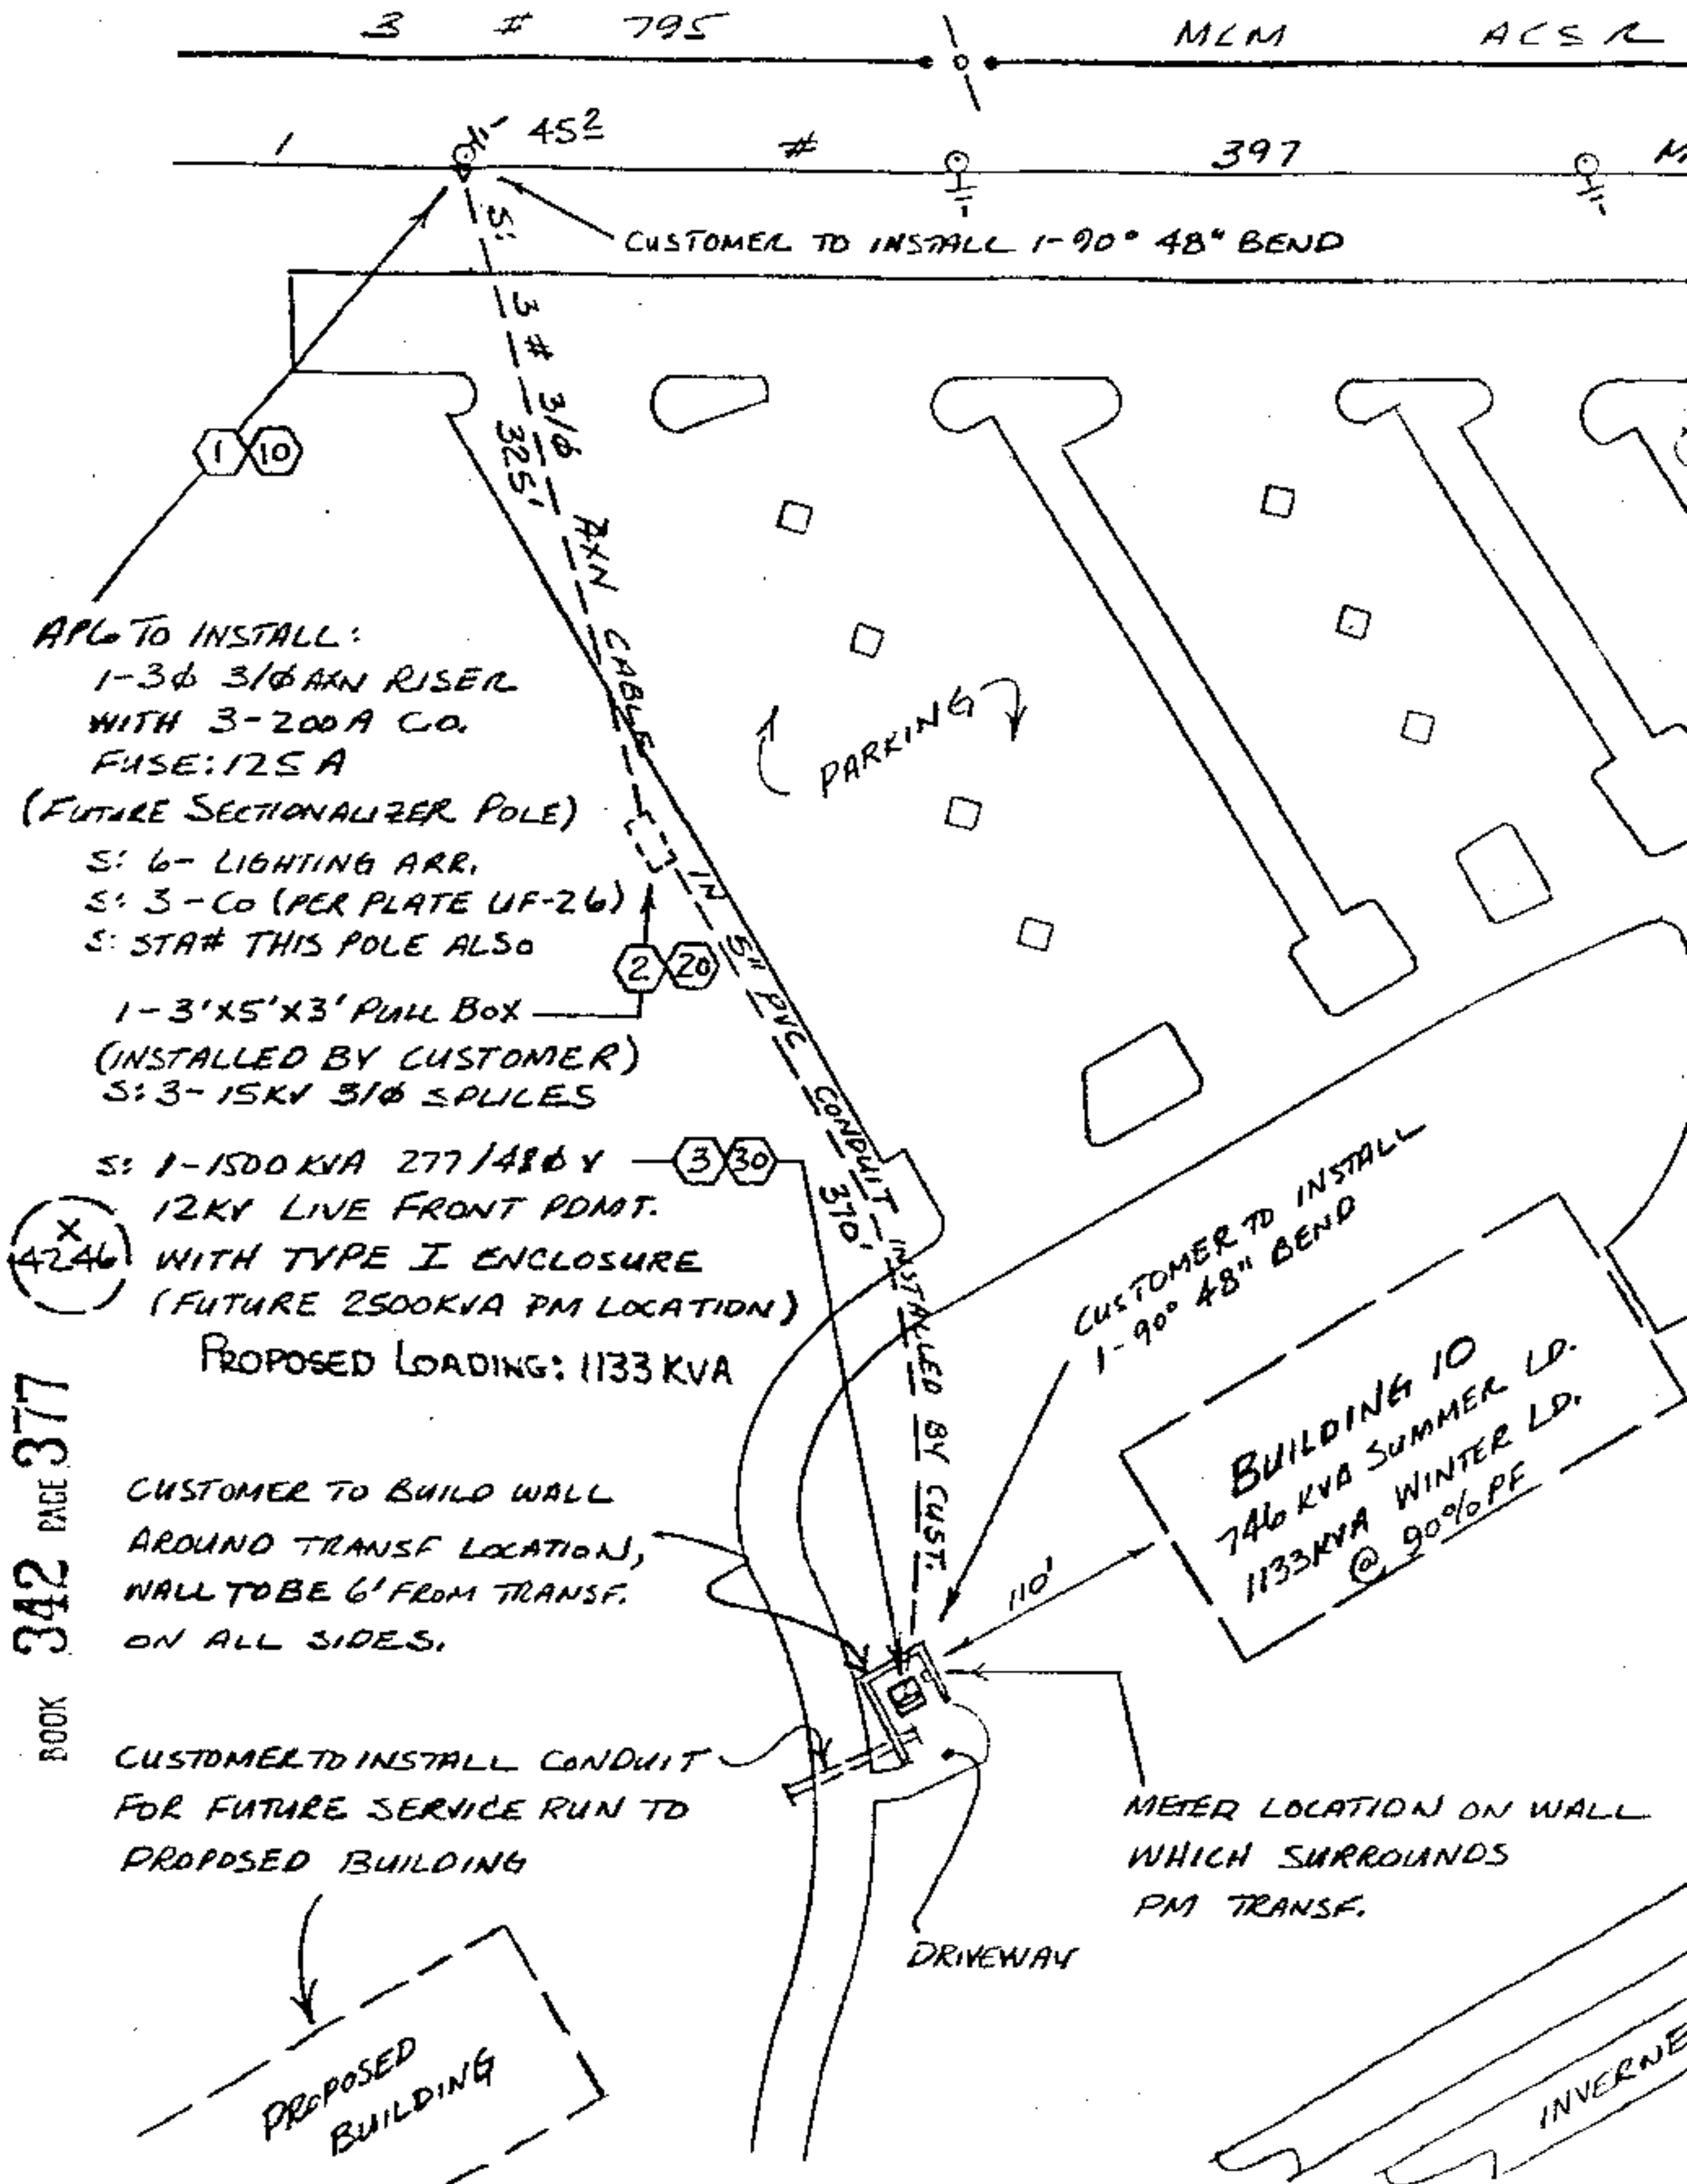 3 # 795 MCM ACSR
45²
1 # 397 M
CUSTOMER TO INSTALL 1-90° 48" BEND
S: 3 # 3/0 AXN CABLE IN 5" PVC CONDUIT INSTALLED BY CUST.
325'
370'
1 10
APCO TO INSTALL:
1-3Ø 3/Ø AXN RISER
WITH 3-200A CO.
FUSE: 125 A
(FUTURE SECTIONALIZER POLE)
S: 6- LIGHTING ARR.
S: 3-CO (PER PLATE UF-26)
S: STA# THIS POLE ALSO
2 20
1-3'X5'X3' PULL BOX
(INSTALLED BY CUSTOMER)
S: 3-15KV 3/Ø SPLICES
PARKING
S: 1-1500 KVA 277/48Ø V
3 30
12KV LIVE FRONT PDMT.
X
4246
WITH TYPE I ENCLOSURE
(FUTURE 2500KVA PM LOCATION)
PROPOSED LOADING: 1133 KVA
CUSTOMER TO INSTALL
1-90° 48" BEND
BUILDING 10
746 KVA SUMMER LD.
1133KVA WINTER LD.
@ 90% PF
110'
BOOK 342 PAGE 377
CUSTOMER TO BUILD WALL
AROUND TRANSF LOCATION,
WALL TO BE 6' FROM TRANSF.
ON ALL SIDES.
CUSTOMER TO INSTALL CONDUIT
FOR FUTURE SERVICE RUN TO
PROPOSED BUILDING
METER LOCATION ON WALL
WHICH SURROUNDS
PM TRANSF.
DRIVEWAY
PROPOSED
BUILDING
INVERNE